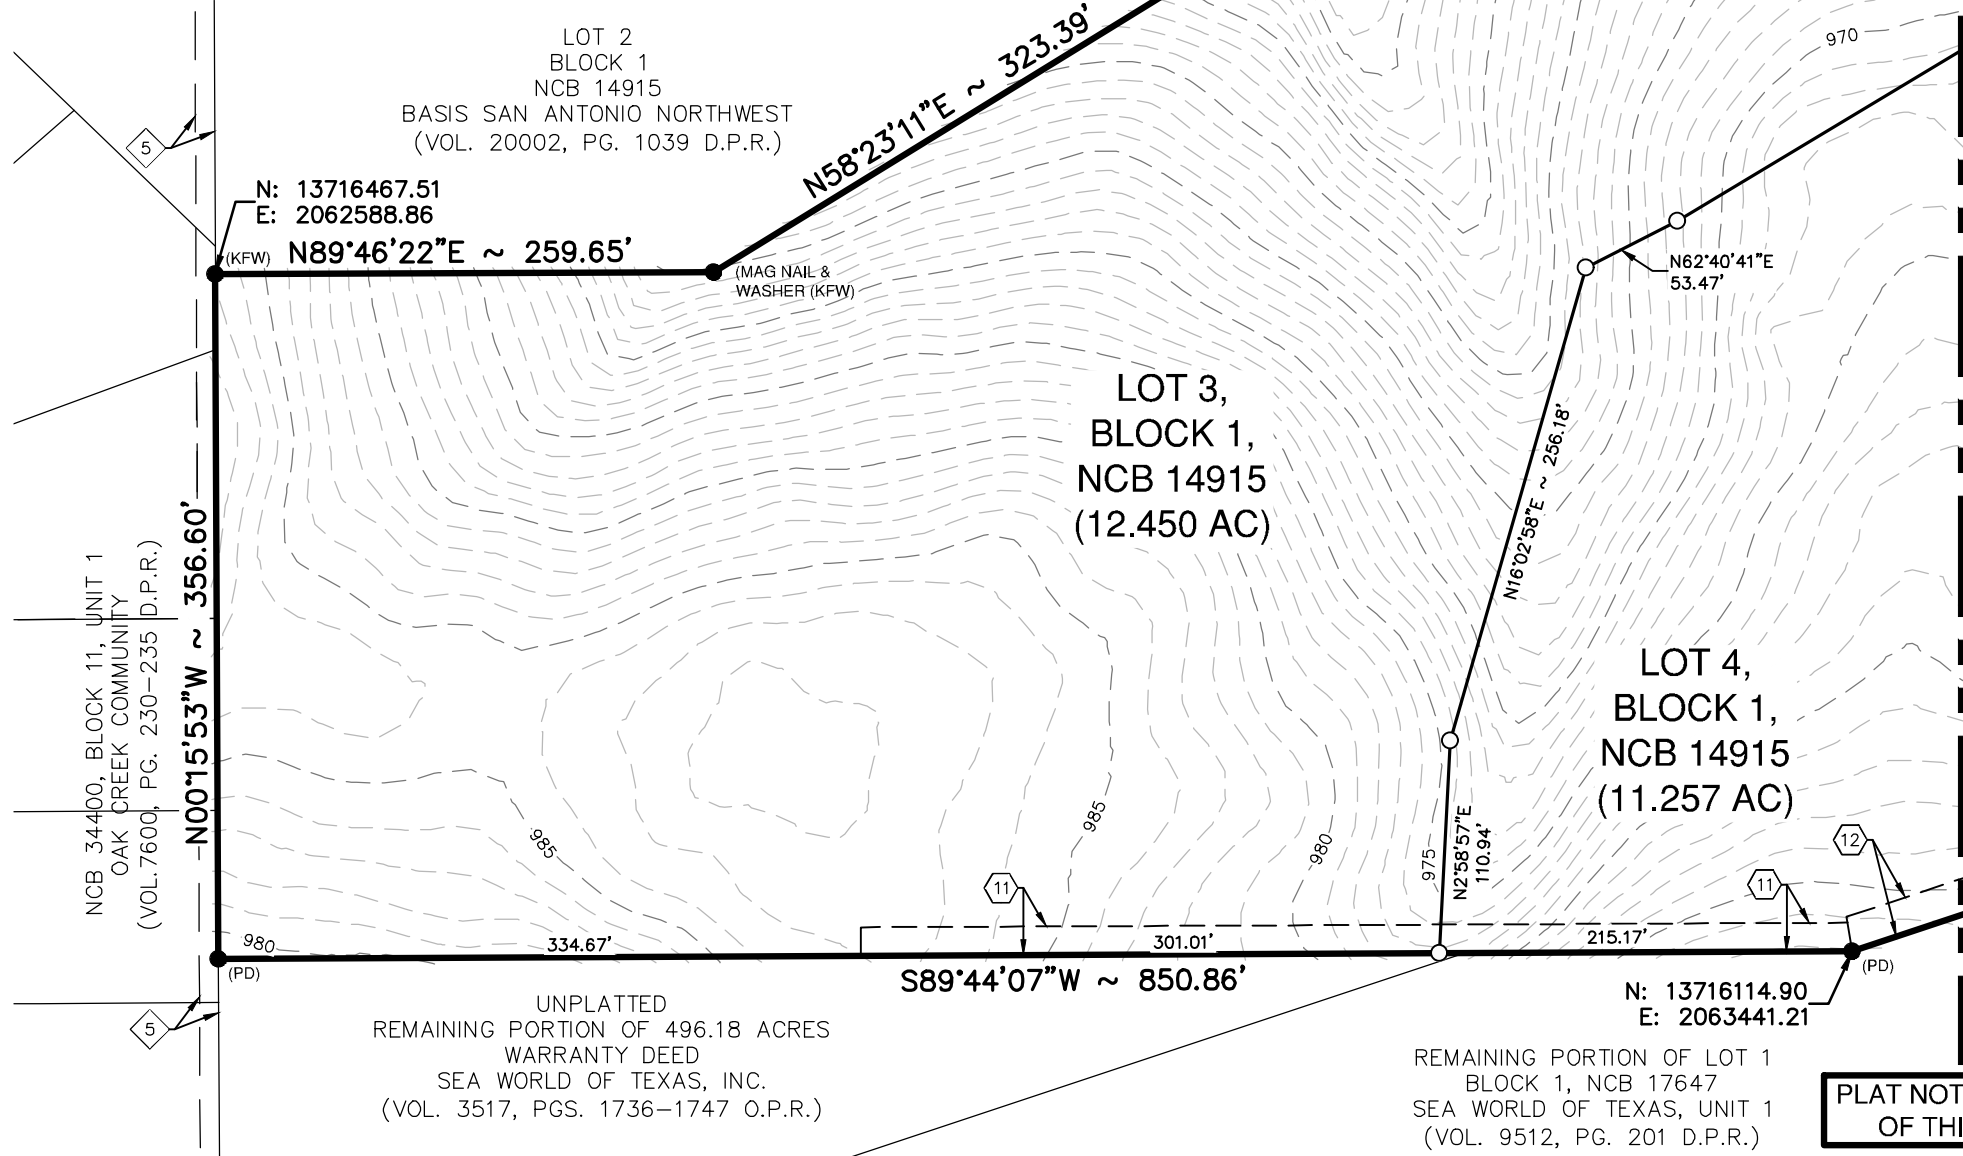 LOT 2
BLOCK 1
NCB 14915
BASIS SAN ANTONIO NORTHWEST
(VOL. 20002, PG. 1039 D.P.R.)
N58°23'11"E ~ 323.39'
970
5
N: 13716467.51
E: 2062588.86
(KFW)
N89°46'22"E ~ 259.65'
(MAG NAIL &
WASHER (KFW)
N62°40'41"E
53.47'
LOT 3,
BLOCK 1,
NCB 14915
(12.450 AC)
N16°02'58"E ~ 256.18'
NCB 34400, BLOCK 11, UNIT 1
OAK CREEK COMMUNITY
(VOL.7600, PG. 230-235 D.P.R.)
N00°15'53"W ~ 356.60'
LOT 4,
BLOCK 1,
NCB 14915
(11.257 AC)
985
985
980
975
N2°58'57"E
110.94'
12
11
11
980
334.67'
301.01'
215.17'
(PD)
S89°44'07"W ~ 850.86'
(PD)
N: 13716114.90
E: 2063441.21
5
UNPLATTED
REMAINING PORTION OF 496.18 ACRES
WARRANTY DEED
SEA WORLD OF TEXAS, INC.
(VOL. 3517, PGS. 1736-1747 O.P.R.)
REMAINING PORTION OF LOT 1
BLOCK 1, NCB 17647
SEA WORLD OF TEXAS, UNIT 1
(VOL. 9512, PG. 201 D.P.R.)
PLAT NOT
OF THI